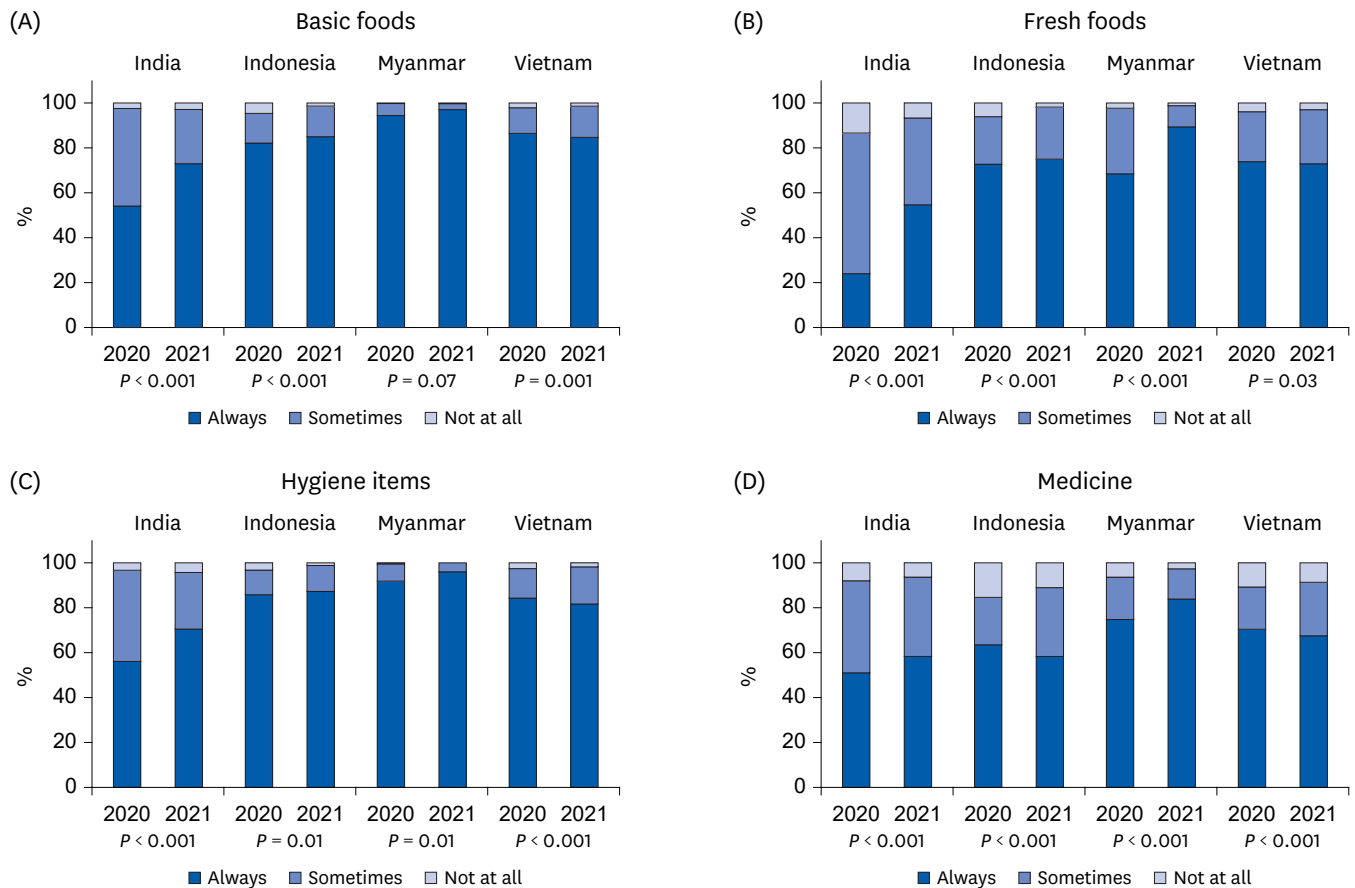 (A) Basic foods
India Indonesia Myanmar Vietnam
100
80
60
40
20
0
%
2020 2021 2020 2021 2020 2021 2020 2021
P < 0.001 P < 0.001 P = 0.07 P = 0.001
Always Sometimes Not at all
(B) Fresh foods
India Indonesia Myanmar Vietnam
100
80
60
40
20
0
%
2020 2021 2020 2021 2020 2021 2020 2021
P < 0.001 P < 0.001 P < 0.001 P = 0.03
Always Sometimes Not at all
(C) Hygiene items
India Indonesia Myanmar Vietnam
100
80
60
40
20
0
%
2020 2021 2020 2021 2020 2021 2020 2021
P < 0.001 P = 0.01 P = 0.01 P < 0.001
Always Sometimes Not at all
(D) Medicine
India Indonesia Myanmar Vietnam
100
80
60
40
20
0
%
2020 2021 2020 2021 2020 2021 2020 2021
P < 0.001 P < 0.001 P < 0.001 P < 0.001
Always Sometimes Not at all